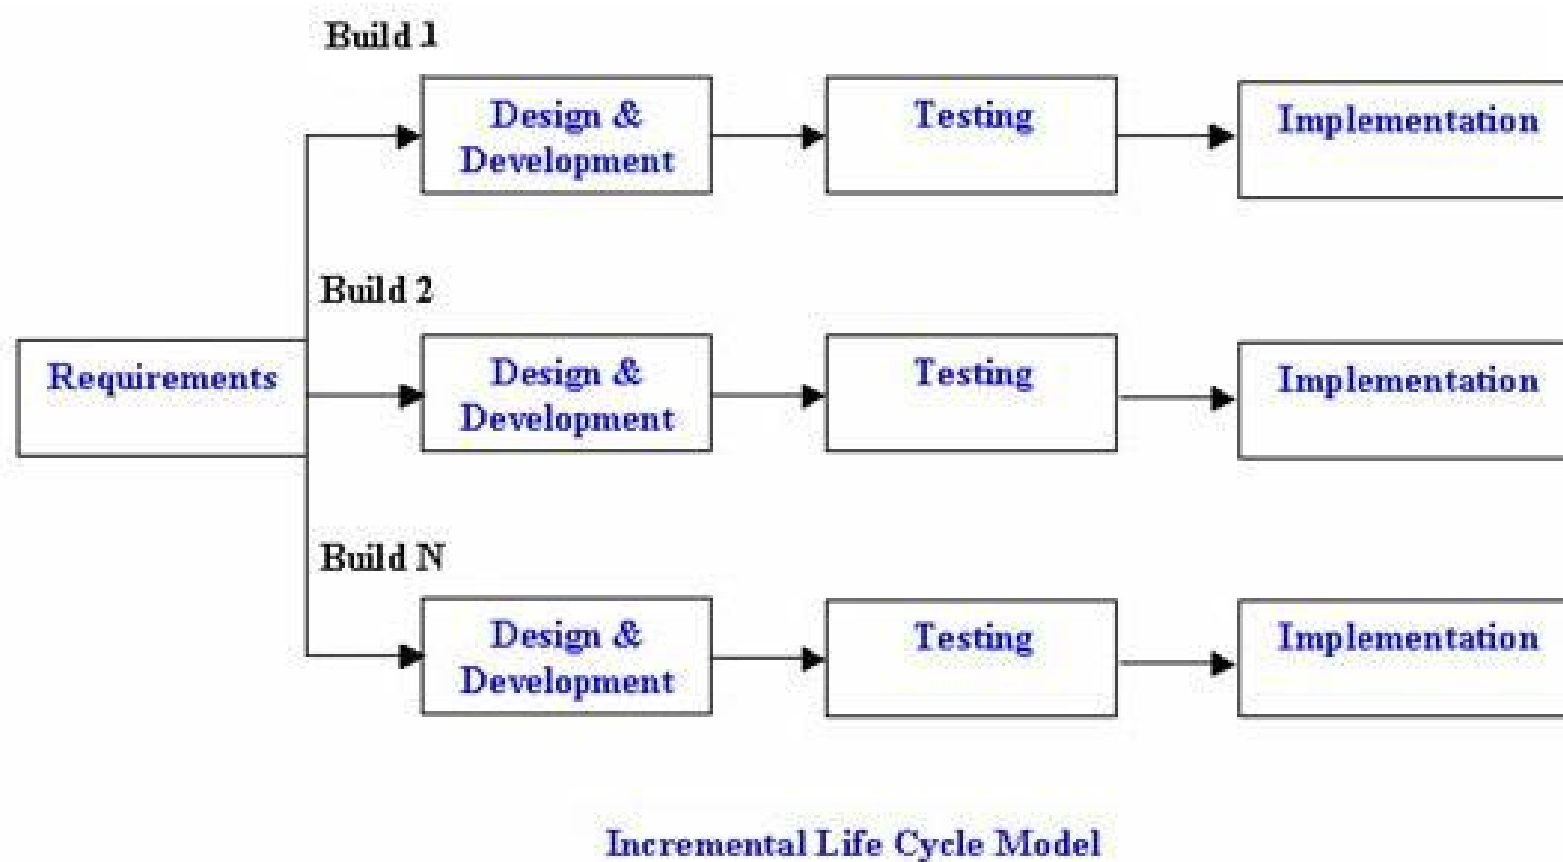 Build 1
Design &
Development
Testing
Implementation
Build 2
Requirements
Design &
Development
Testing
Implementation
Build N
Design &
Development
Testing
Implementation
Incremental Life Cycle Model